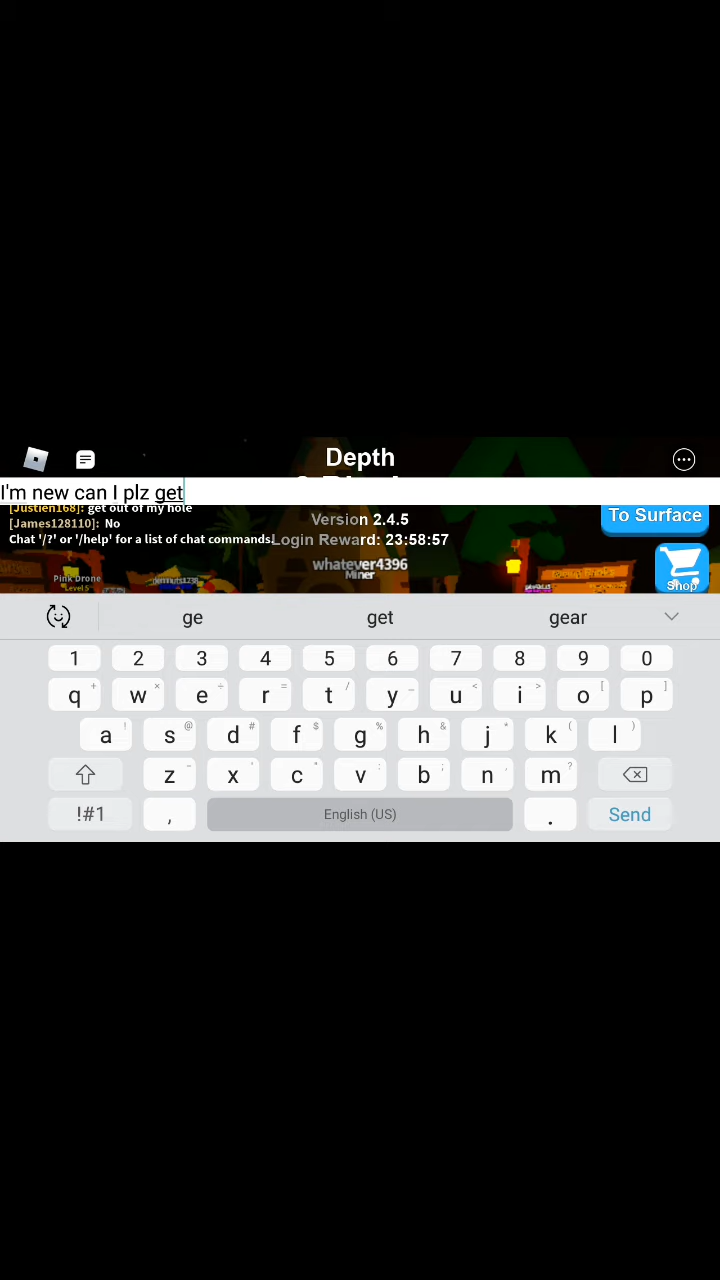 Depth
I'm new can I plz get
[Justien168]: get out of my hole
[James128110]: No
Chat '/?' or '/help' for a list of chat commands.
Version 2.4.5
Login Reward: 23:58:57
whatever4396
Miner
To Surface
Shop
Pink Drone
Level 5
ge get gear
1 2 3 4 5 6 7 8 9 0
q + w × e ÷ r = t / y _ u < i > o [ p ]
a ! s @ d # f $ g % h & j * k ( l )
z - x ' c " v : b ; n , m ?
!#1 , English (US) . Send